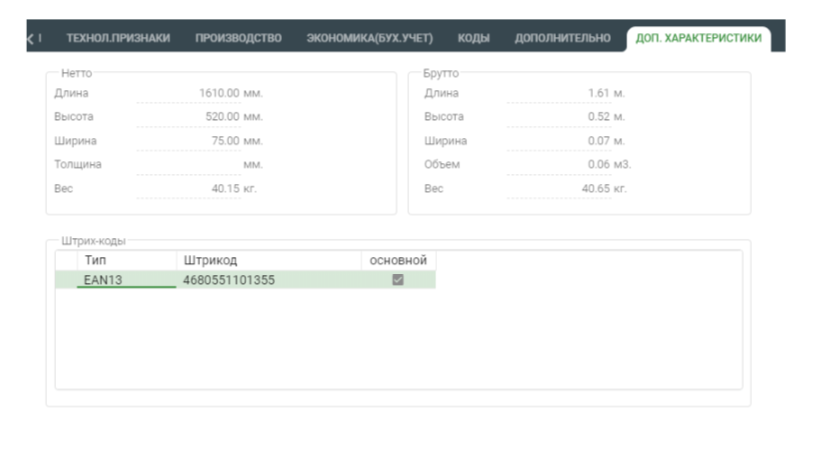 ТЕХНОЛ.ПРИЗНАКИ ПРОИЗВОДСТВО ЭКОНОМИКА(БУХ.УЧЕТ) КОДЫ ДОПОЛНИТЕЛЬНО ДОП. ХАРАКТЕРИСТИКИ
Нетто
Длина 1610.00 мм.
Высота 520.00 мм.
Ширина 75.00 мм.
Толщина мм.
Вес 40.15 кг.
Брутто
Длина 1.61 м.
Высота 0.52 м.
Ширина 0.07 м.
Объем 0.06 м3.
Вес 40.65 кг.
Штрих-коды
Тип Штрикод основной
EAN13 4680551101355